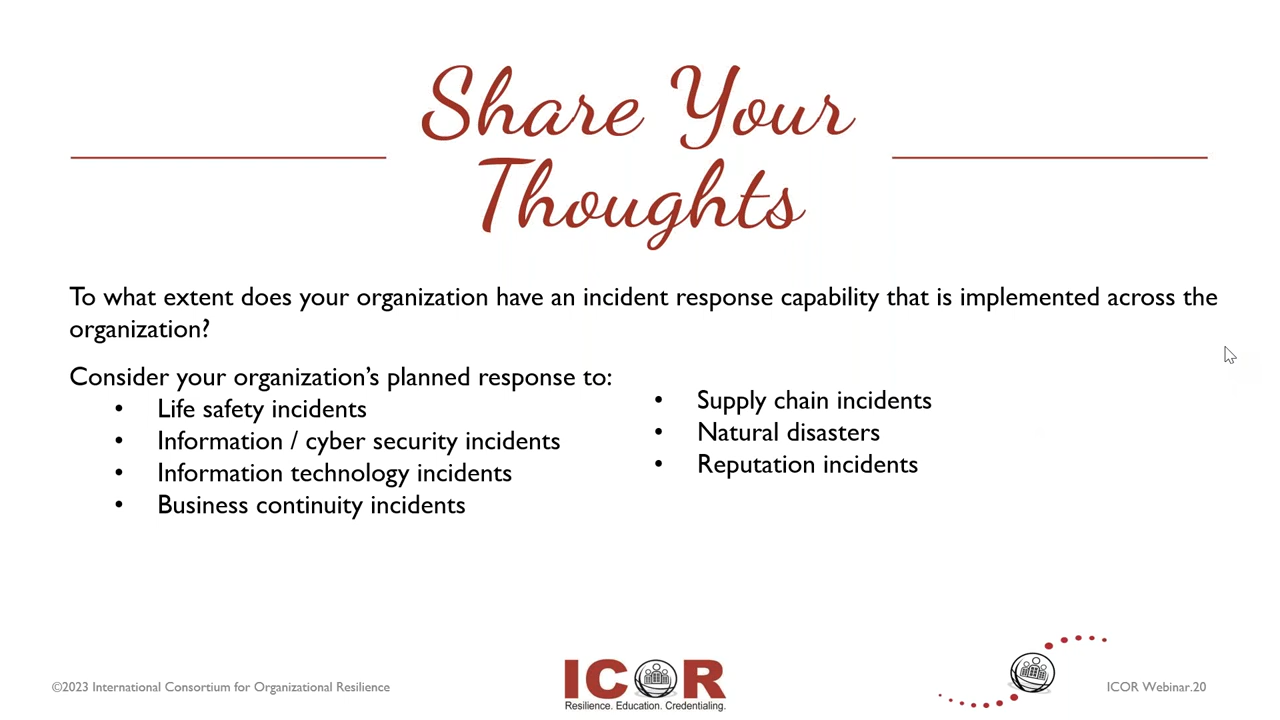 Share Your
Thoughts
To what extent does your organization have an incident response capability that is implemented across the
organization?
Consider your organization’s planned response to:
• Life safety incidents
• Information / cyber security incidents
• Information technology incidents
• Business continuity incidents
• Supply chain incidents
• Natural disasters
• Reputation incidents
©2023 International Consortium for Organizational Resilience
ICOR
Resilience. Education. Credentialing.
ICOR Webinar.20